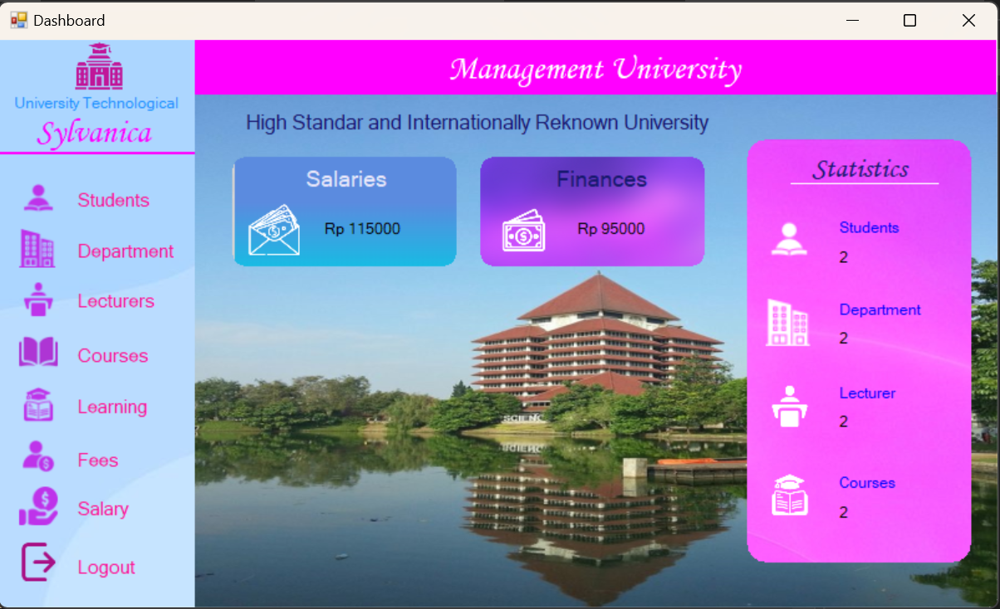 Dashboard
University Technological
Sylvanica
Students
Department
Lecturers
Courses
Learning
Fees
Salary
Logout
Management University
High Standar and Internationally Reknown University
Salaries
Rp 115000
Finances
Rp 95000
Statistics
Students
2
Department
2
Lecturer
2
Courses
2